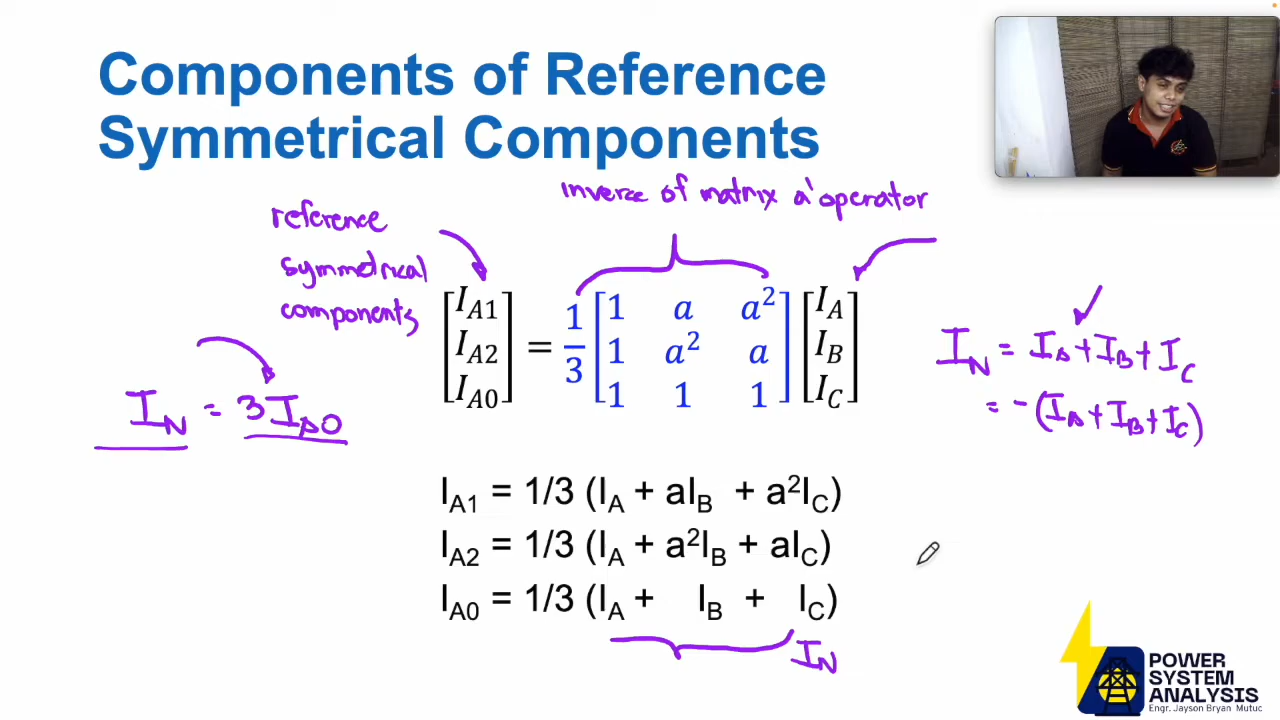 Components of Reference
Symmetrical Components
inverse of matrix 'a' operator
reference
symmetrical
components
[I_A1] = 1/3 [1 a a²] [I_A]
[I_A2] [1 a² a] [I_B]
[I_A0] [1 1 1] [I_C]
I_N = 3I_A0
I_N = I_A + I_B + I_C
= -(I_A + I_B + I_C)
I_A1 = 1/3 (I_A + aI_B + a²I_C)
I_A2 = 1/3 (I_A + a²I_B + aI_C)
I_A0 = 1/3 (I_A + I_B + I_C)
I_N
POWER
SYSTEM
ANALYSIS
Engr. Jayson Bryan Mutuc